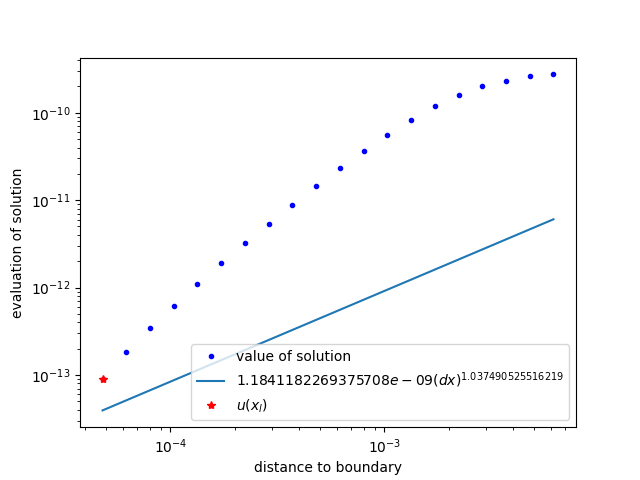 10⁻¹⁰
10⁻¹¹
10⁻¹²
10⁻¹³
evaluation of solution
value of solution
1.1841182269375708e − 09(dx)^1.037490525516219
u(x_I)
10⁻⁴ 10⁻³
distance to boundary